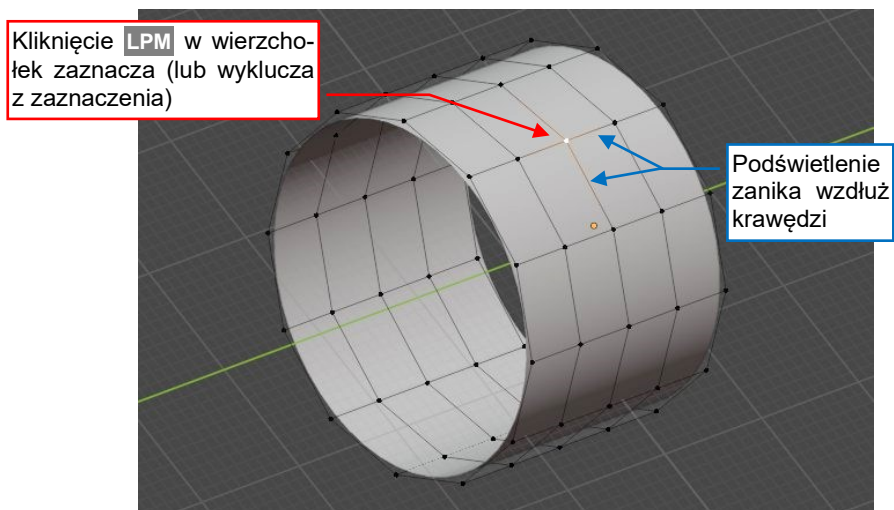 Kliknięcie LPM w wierzcho-
łek zaznacza (lub wyklucza
z zaznaczenia)
Podświetlenie
zanika wzdłuż
krawędzi